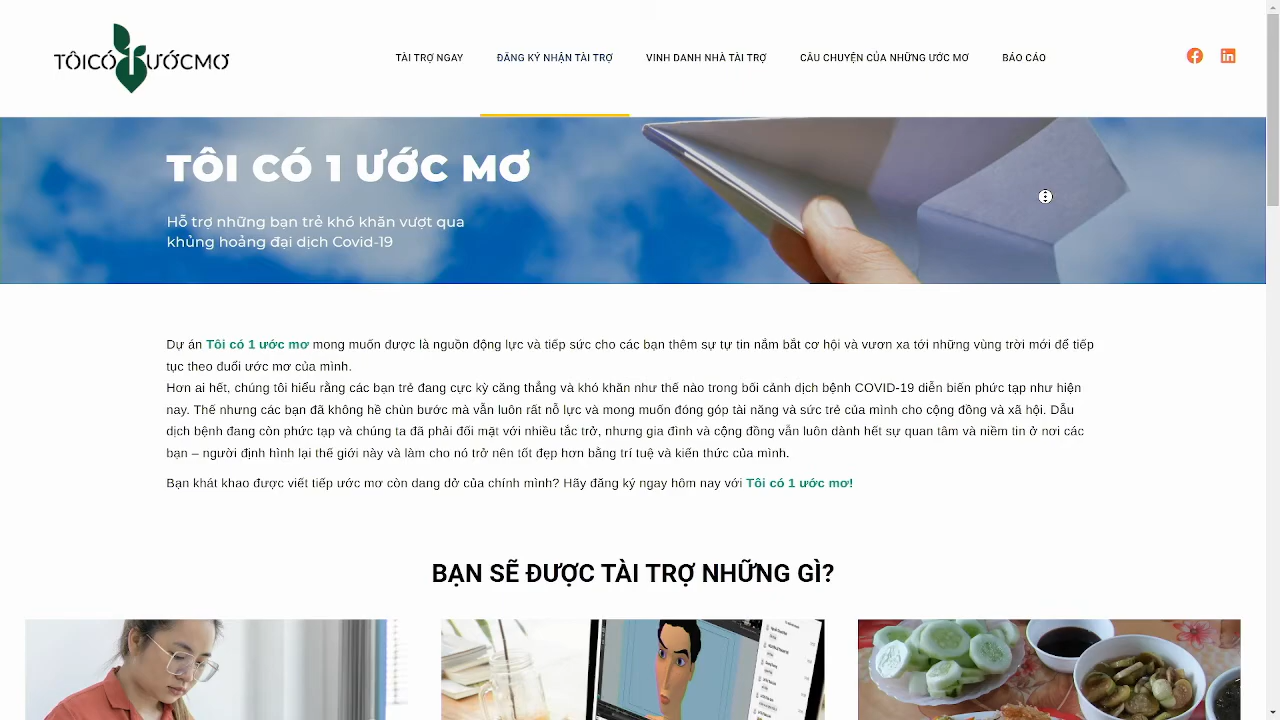 TÔICÓ1ƯỚCMƠ
TÀI TRỢ NGAY
ĐĂNG KÝ NHẬN TÀI TRỢ
VINH DANH NHÀ TÀI TRỢ
CÂU CHUYỆN CỦA NHỮNG ƯỚC MƠ
BÁO CÁO
TÔI CÓ 1 ƯỚC MƠ
Hỗ trợ những bạn trẻ khó khăn vượt qua
khủng hoảng đại dịch Covid-19
Dự án Tôi có 1 ước mơ mong muốn được là nguồn động lực và tiếp sức cho các bạn thêm sự tự tin nắm bắt cơ hội và vươn xa tới những vùng trời mới để tiếp
tục theo đuổi ước mơ của mình.
Hơn ai hết, chúng tôi hiểu rằng các bạn trẻ đang cực kỳ căng thẳng và khó khăn như thế nào trong bối cảnh dịch bệnh COVID-19 diễn biến phức tạp như hiện
nay. Thế nhưng các bạn đã không hề chùn bước mà vẫn luôn rất nỗ lực và mong muốn đóng góp tài năng và sức trẻ của mình cho cộng đồng và xã hội. Dẫu
dịch bệnh đang còn phức tạp và chúng ta đã phải đối mặt với nhiều tắc trở, nhưng gia đình và cộng đồng vẫn luôn dành hết sự quan tâm và niềm tin ở nơi các
bạn – người định hình lại thế giới này và làm cho nó trở nên tốt đẹp hơn bằng trí tuệ và kiến thức của mình.
Bạn khát khao được viết tiếp ước mơ còn dang dở của chính mình? Hãy đăng ký ngay hôm nay với Tôi có 1 ước mơ!
BẠN SẼ ĐƯỢC TÀI TRỢ NHỮNG GÌ?